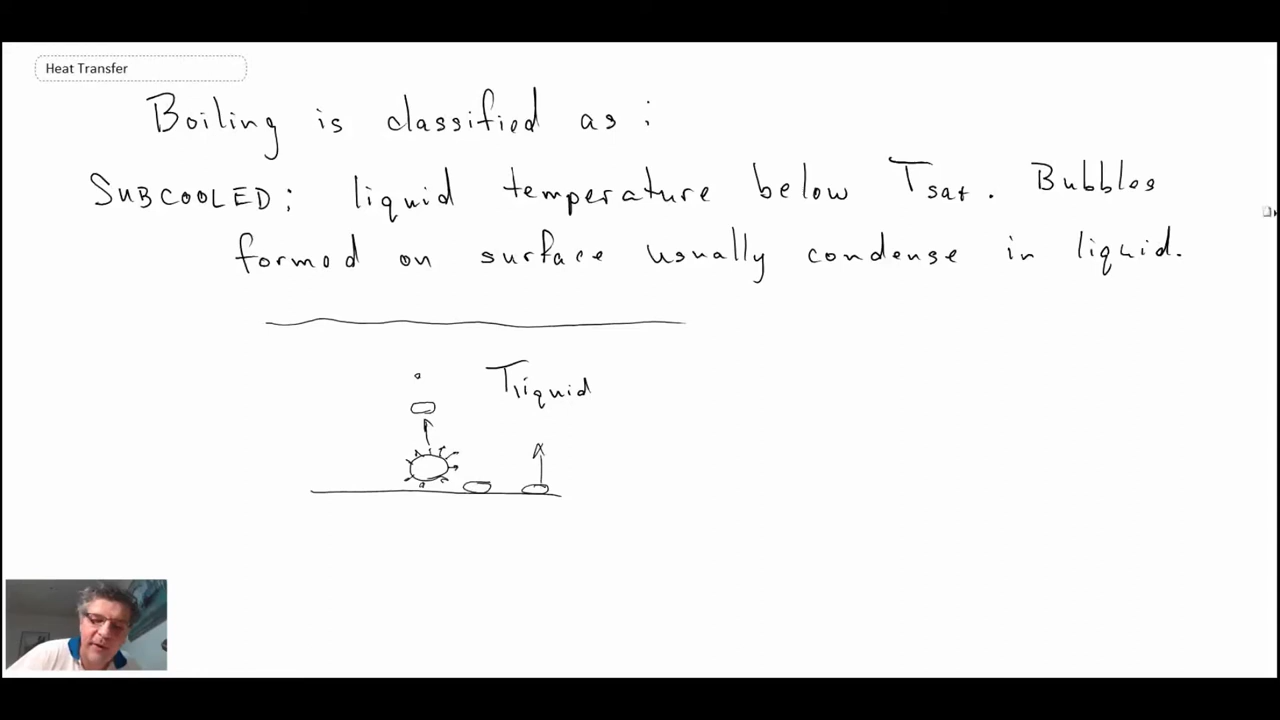 Heat Transfer
Boiling is classified as :
SUBCOOLED: liquid temperature below Tsat. Bubbles
formed on surface usually condense in liquid.
Tliquid